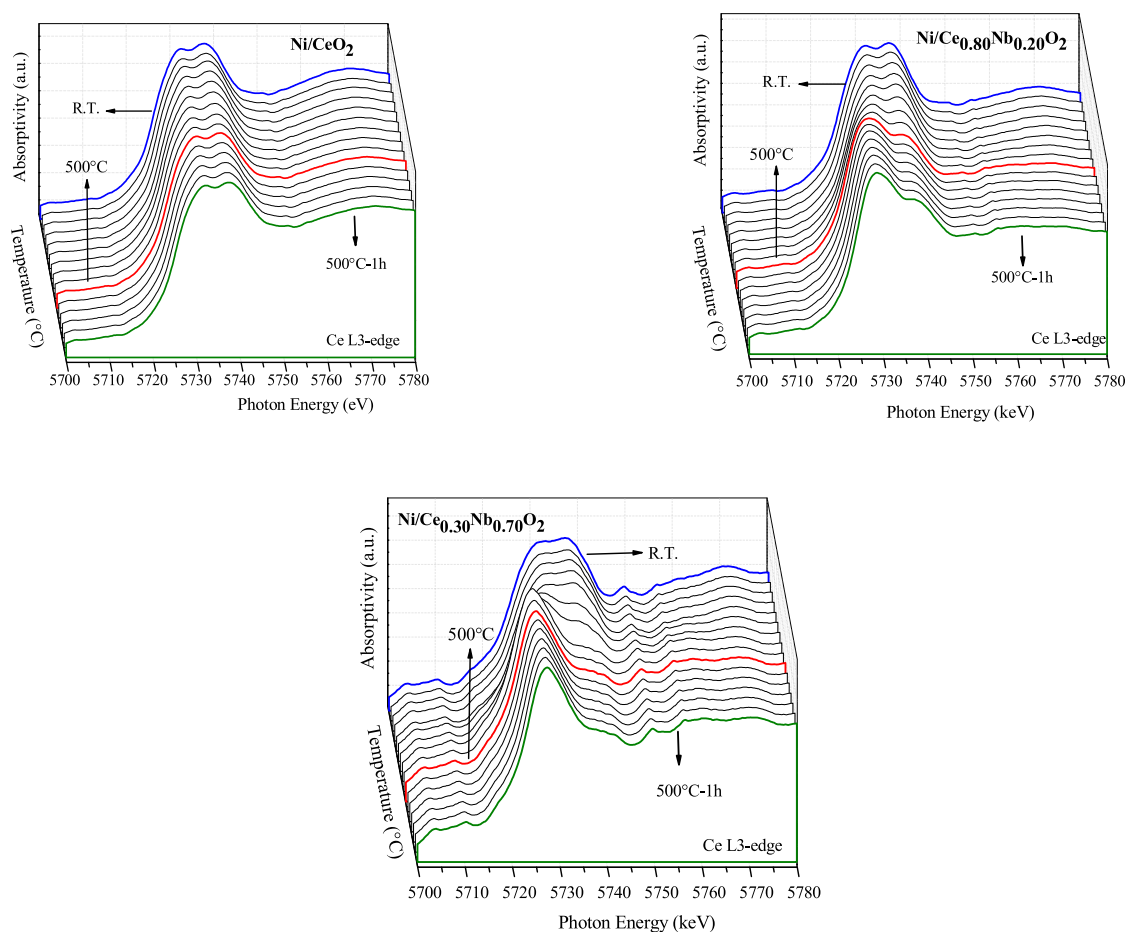 Ni/CeO2
Absorptivity (a.u.)
R.T.
500°C
500°C-1h
Temperature (°C)
Ce L3-edge
5700 5710 5720 5730 5740 5750 5760 5770 5780
Photon Energy (eV)
Ni/Ce0.80Nb0.20O2
Absorptivity (a.u.)
R.T.
500°C
500°C-1h
Temperature (°C)
Ce L3-edge
5700 5710 5720 5730 5740 5750 5760 5770 5780
Photon Energy (keV)
Ni/Ce0.30Nb0.70O2
Absorptivity (a.u.)
R.T.
500°C
500°C-1h
Temperature (°C)
Ce L3-edge
5700 5710 5720 5730 5740 5750 5760 5770 5780
Photon Energy (keV)